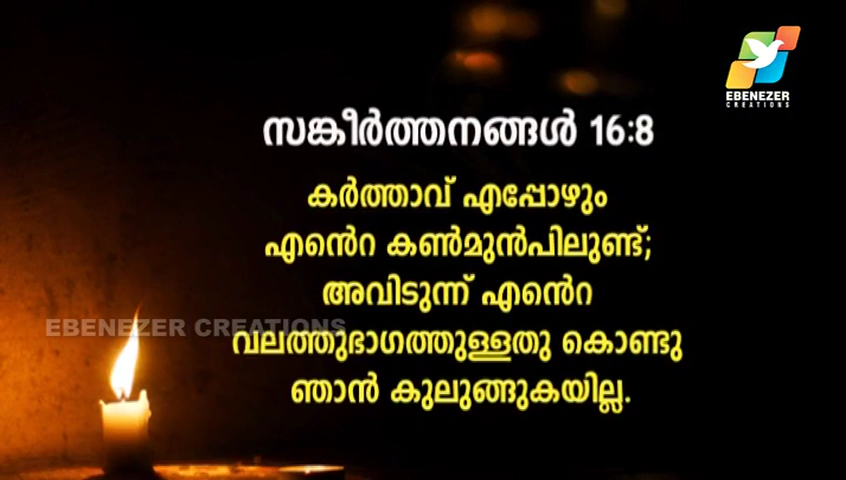 EBENEZER
CREATIONS
സങ്കീർത്തനങ്ങൾ 16:8
കർത്താവ് എപ്പോഴും
എൻെറ കൺമുൻപിലുണ്ട്;
അവിടുന്ന് എൻെറ
EBENEZER CREATIONS
വലത്തുഭാഗത്തുള്ളതു കൊണ്ടു
ഞാൻ കുലുങ്ങുകയില്ല.